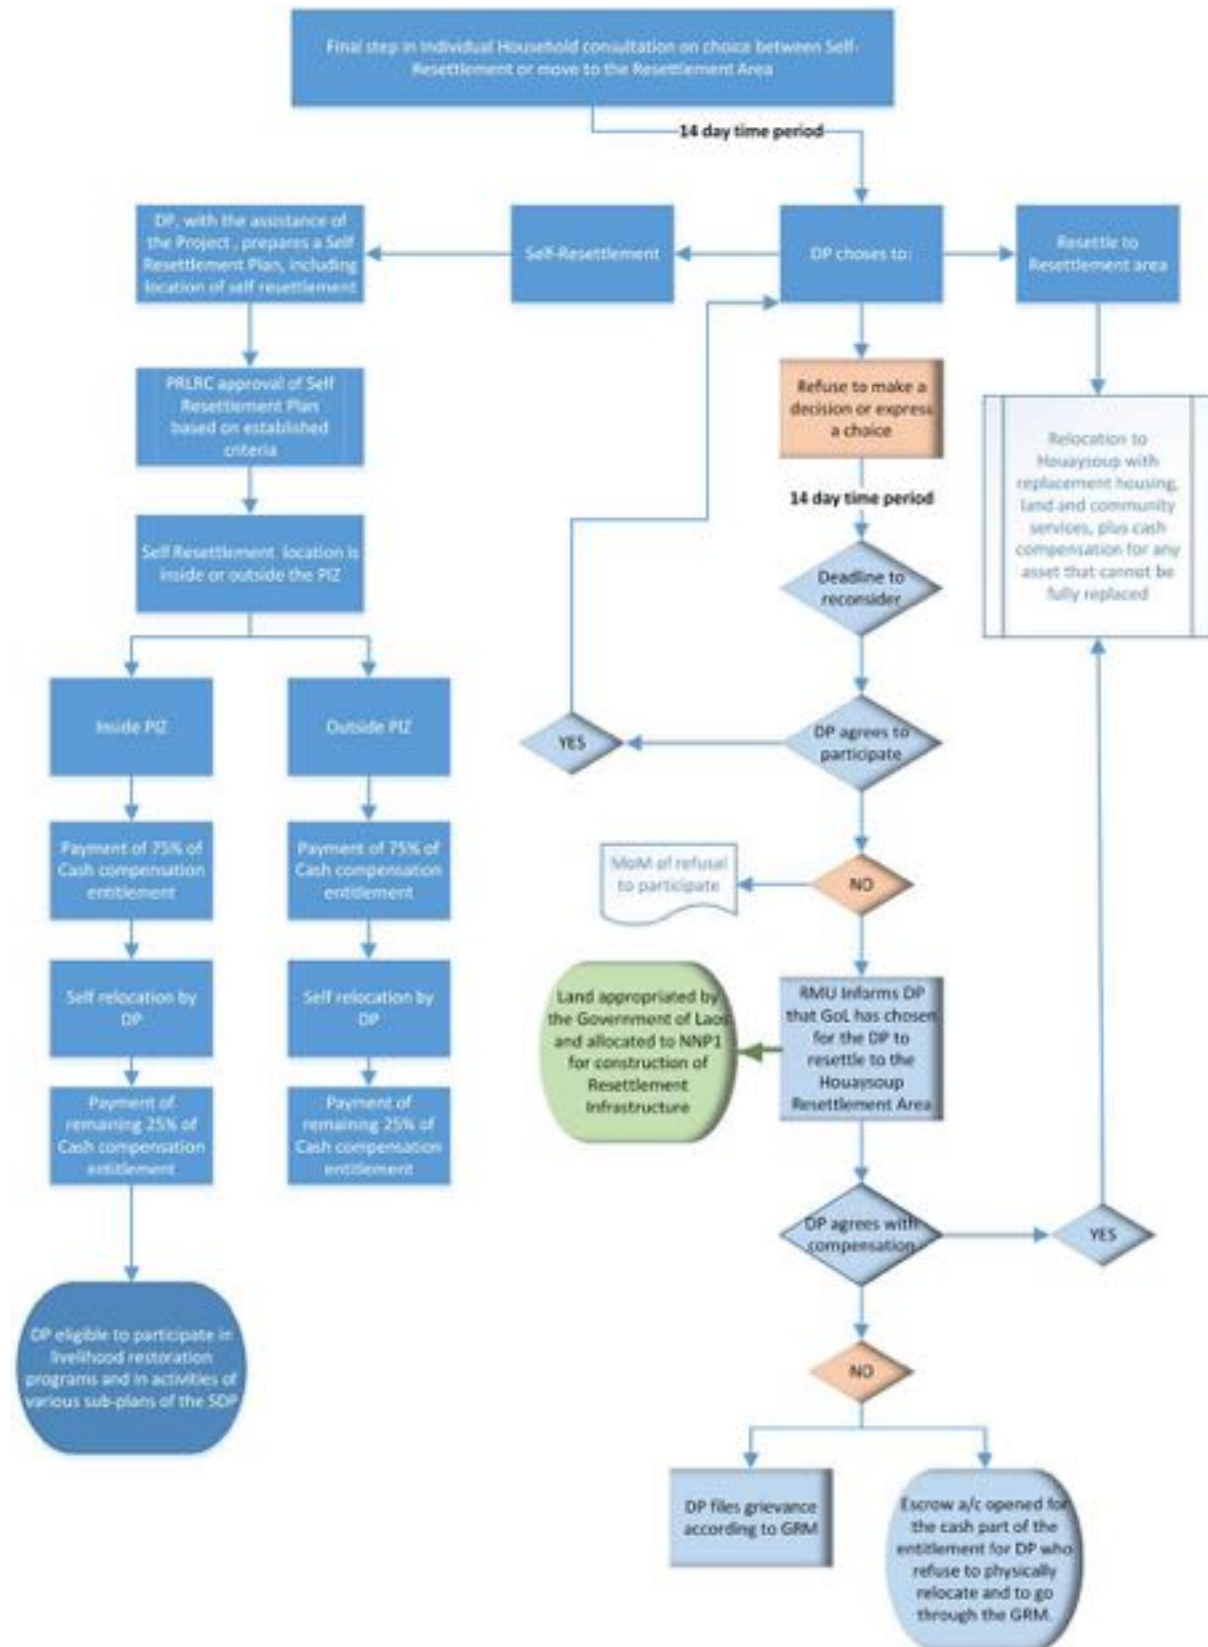 Final step in Individual Household consultation on choice between Self-
Resettlement or move to the Resettlement Area
14 day time period
DP, with the assistance of
the Project , prepares a Self
Resettlement Plan, including
location of self resettlement
Self-Resettlement
DP choses to:
Resettle to
Resettlement area
PRLRC approval of Self
Resettlement Plan
based on established
criteria
Refuse to make a
decision or express
a choice
Relocation to
Houaysoup with
replacement housing,
land and community
services, plus cash
compensation for any
asset that cannot be
fully replaced
14 day time period
Self Resettlement location is
inside or outside the PIZ
Deadline to
reconsider
Inside PIZ
Outside PIZ
YES
DP agrees to
participate
Payment of 75% of
Cash compensation
entitlement
Payment of 75% of
Cash compensation
entitlement
MoM of refusal
to participate
NO
Self relocation by
DP
Self relocation by
DP
Land appropriated by
the Government of Laos
and allocated to NNP1
for construction of
Resettlement
Infrastructure
RMU Informs DP
that GoL has chosen
for the DP to
resettle to the
Houaysoup
Resettlement Area
Payment of
remaining 25% of
Cash compensation
entitlement
Payment of
remaining 25% of
Cash compensation
entitlement
DP agrees with
compensation
YES
DP eligible to participate in
livelihood restoration
programs and in activities of
various sub-plans of the SDP
NO
DP files grievance
according to GRM
Escrow a/c opened for
the cash part of the
entitlement for DP who
refuse to physically
relocate and to go
through the GRM.